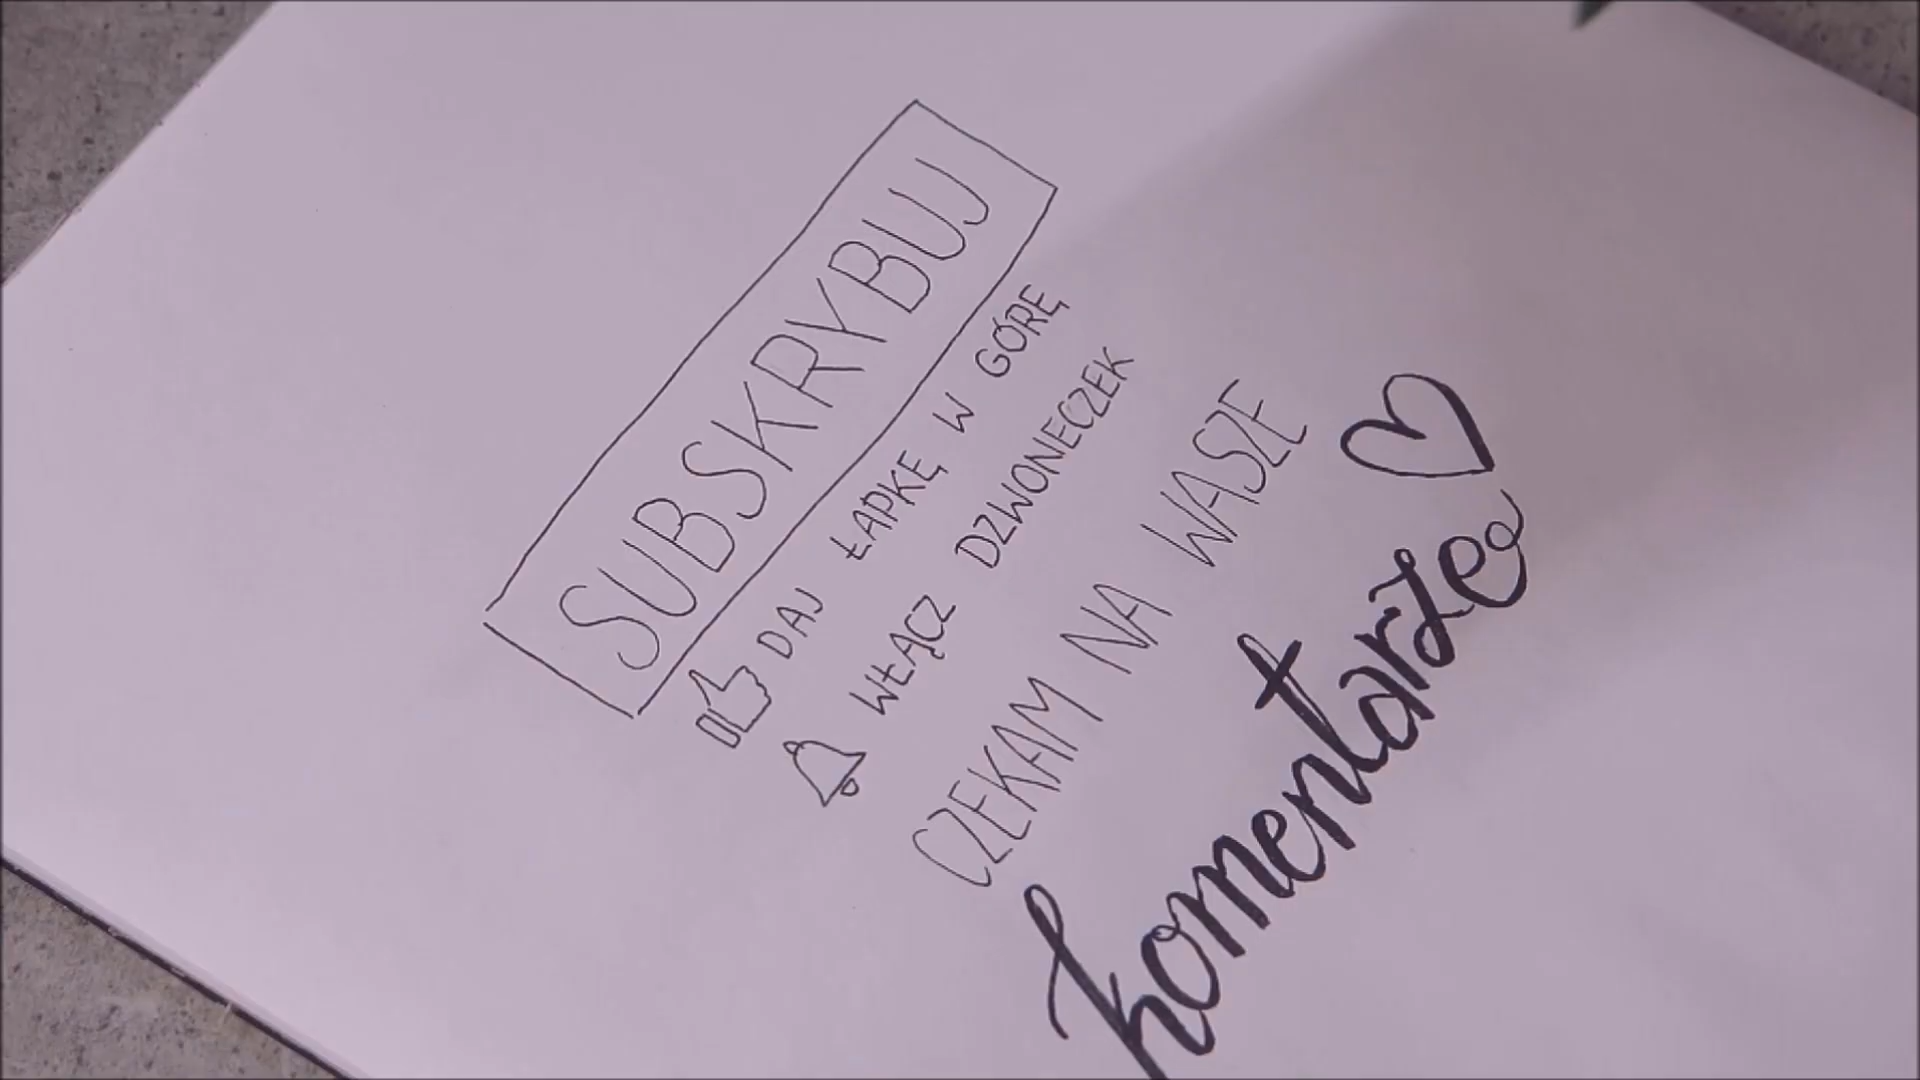 SUBSKRYBUJ
DAJ ŁAPKĘ W GÓRĘ
WŁĄCZ DZWONECZEK
CZEKAM NA WASZE
komentarze